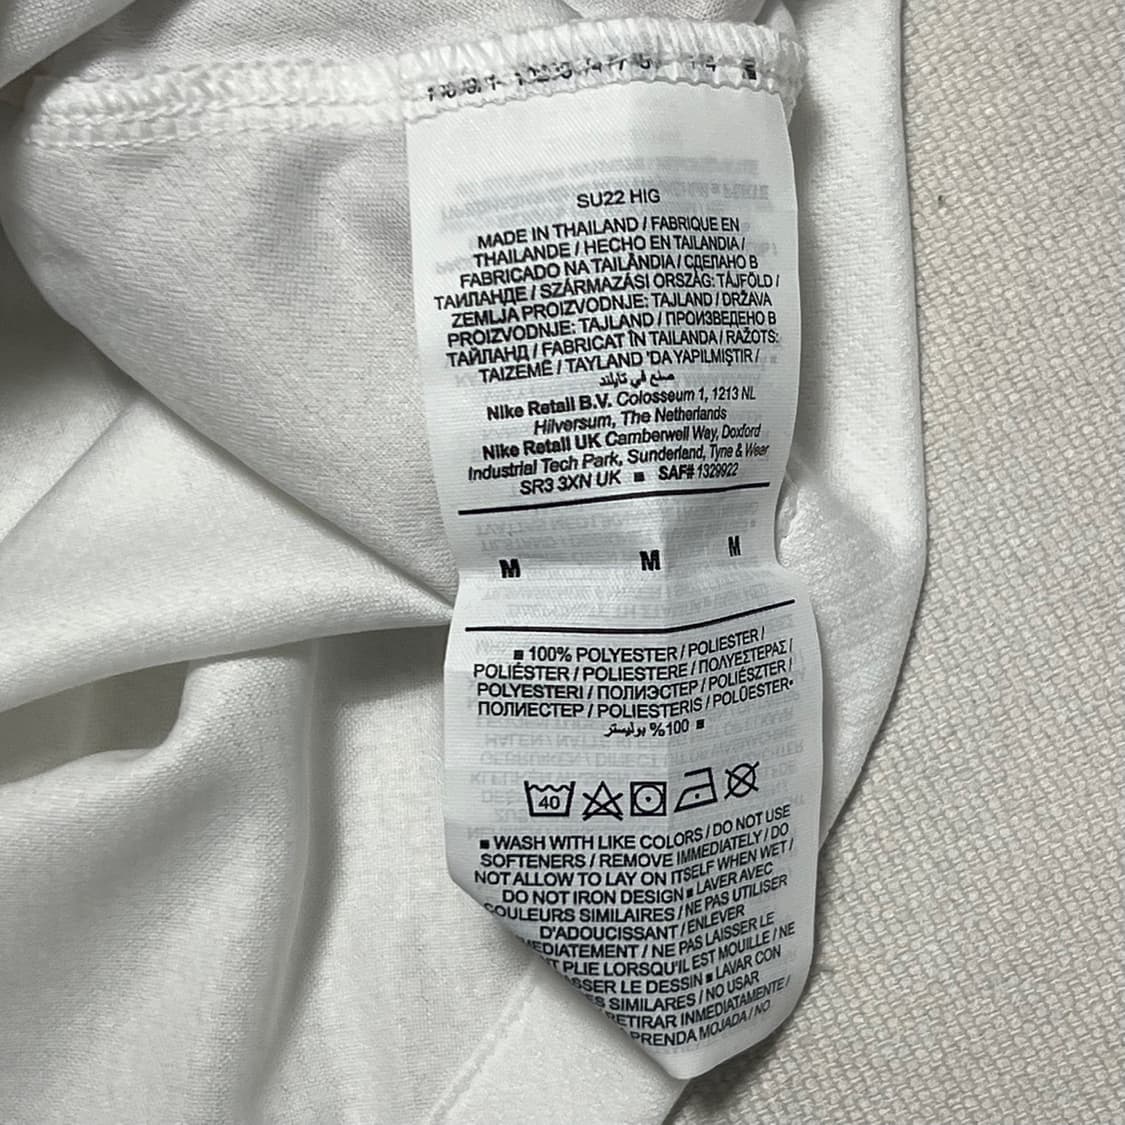 SU22 HIG
MADE IN THAILAND / FABRIQUE EN
THAILANDE / HECHO EN TAILANDIA /
FABRICADO NA TAILÂNDIA / СДЕЛАНО В
ТАИЛАНДЕ / SZÁRMAZÁSI ORSZÁG: TÁJFÖLD /
ZEMLJA PROIZVODNJE: TAJLAND / DRŽAVA
PROIZVODNJE: TAJLAND / ПРОИЗВЕДЕНО В
ТАЙЛАНД / FABRICAT ÎN TAILANDA / RAŽOTS:
TAIZEMĒ / TAYLAND 'DA YAPILMIŞTIR /
صنع في تايلند
Nike Retail B.V. Colosseum 1, 1213 NL
Hilversum, The Netherlands
Nike Retail UK Camberwell Way, Doxford
Industrial Tech Park, Sunderland, Tyne & Wear
SR3 3XN UK ■ SAF# 1329922
M M M
■ 100% POLYESTER / POLIESTER /
POLIÉSTER / POLIESTERE / ΠΟΛΥΕΣΤΕΡΑΣ /
POLYESTERI / ПОЛИЭСТЕР / POLIÉSZTER /
ПОЛИЕСТЕР / POLIESTERIS / POLÜESTER
100% بوليستر ■
40
■ WASH WITH LIKE COLORS / DO NOT USE
SOFTENERS / REMOVE IMMEDIATELY / DO
NOT ALLOW TO LAY ON ITSELF WHEN WET /
DO NOT IRON DESIGN ■ LAVER AVEC
COULEURS SIMILAIRES / NE PAS UTILISER
D'ADOUCISSANT / ENLEVER
/ NE PAS LAISSER LE
PLIE LORSQU'IL EST MOUILLE / NE
LE DESSIN ■ LAVAR CON
SIMILARES / NO USAR
RETIRAR INMEDIATAMENTE /
PRENDA MOJADA / NO